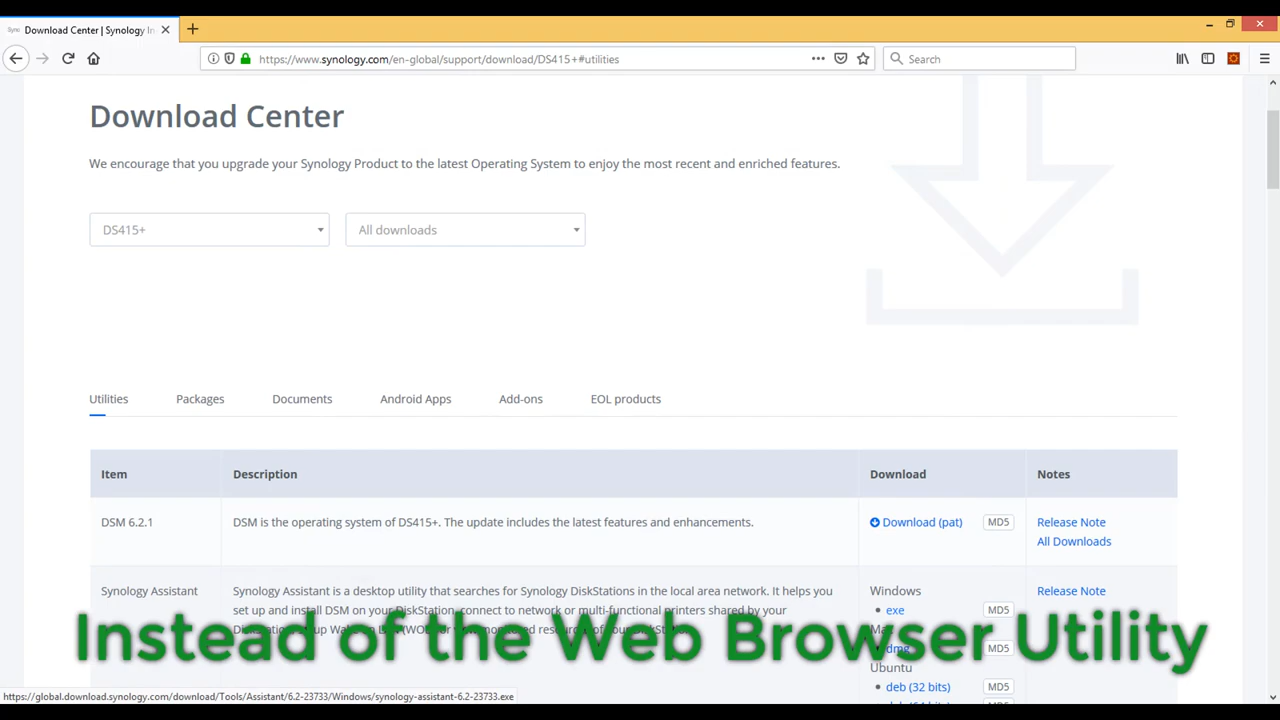 Download Center | Synology In
https://www.synology.com/en-global/support/download/DS415+#utilities
Search
Download Center
We encourage that you upgrade your Synology Product to the latest Operating System to enjoy the most recent and enriched features.
DS415+
All downloads
Utilities Packages Documents Android Apps Add-ons EOL products
Item Description Download Notes
DSM 6.2.1 DSM is the operating system of DS415+. The update includes the latest features and enhancements. Download (pat) MD5 Release Note
All Downloads
Synology Assistant Synology Assistant is a desktop utility that searches for Synology DiskStations in the local area network. It helps you Windows Release Note
set up and install DSM on your DiskStation, connect to network or multi-functional printers shared by your exe MD5
Mac
dmg MD5
Ubuntu
deb (32 bits) MD5
Instead of the Web Browser Utility
https://global.download.synology.com/download/Tools/Assistant/6.2-23733/Windows/synology-assistant-6.2-23733.exe